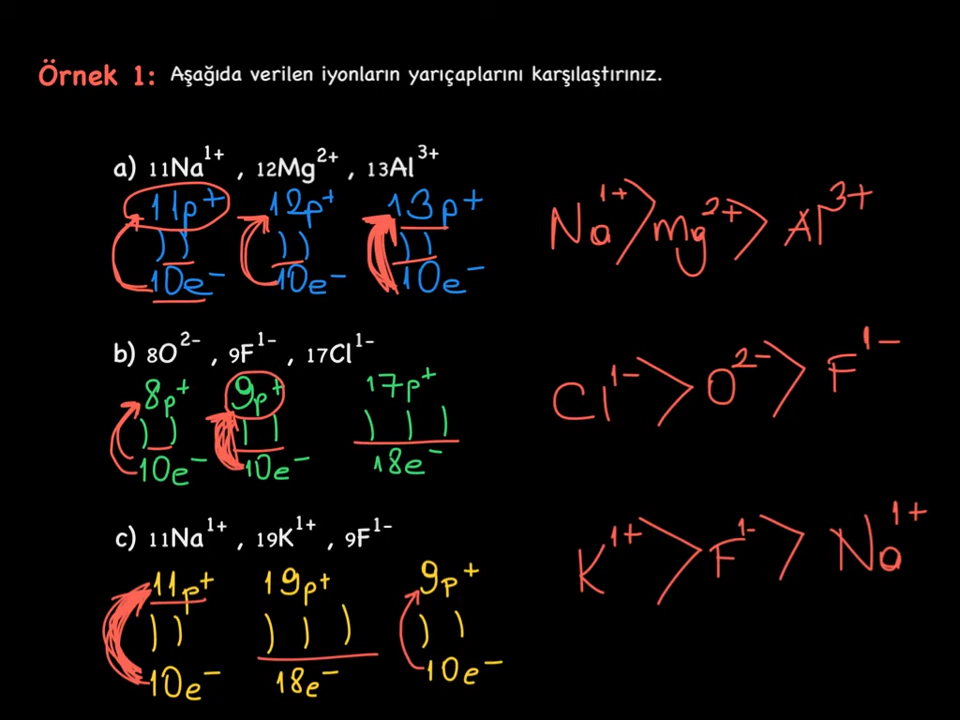 Örnek 1: Aşağıda verilen iyonların yarıçaplarını karşılaştırınız.
a) ₁₁Na¹⁺ , ₁₂Mg²⁺ , ₁₃Al³⁺
11p⁺ 12p⁺ 13p⁺
10e⁻ 10e⁻ 10e⁻
Na¹⁺ > Mg²⁺ > Al³⁺
b) ₈O²⁻ , ₉F¹⁻ , ₁₇Cl¹⁻
8p⁺ 9p⁺ 17p⁺
10e⁻ 10e⁻ 18e⁻
Cl¹⁻ > O²⁻ > F¹⁻
c) ₁₁Na¹⁺ , ₁₉K¹⁺ , ₉F¹⁻
11p⁺ 19p⁺ 9p⁺
10e⁻ 18e⁻ 10e⁻
K¹⁺ > F¹⁻ > Na¹⁺